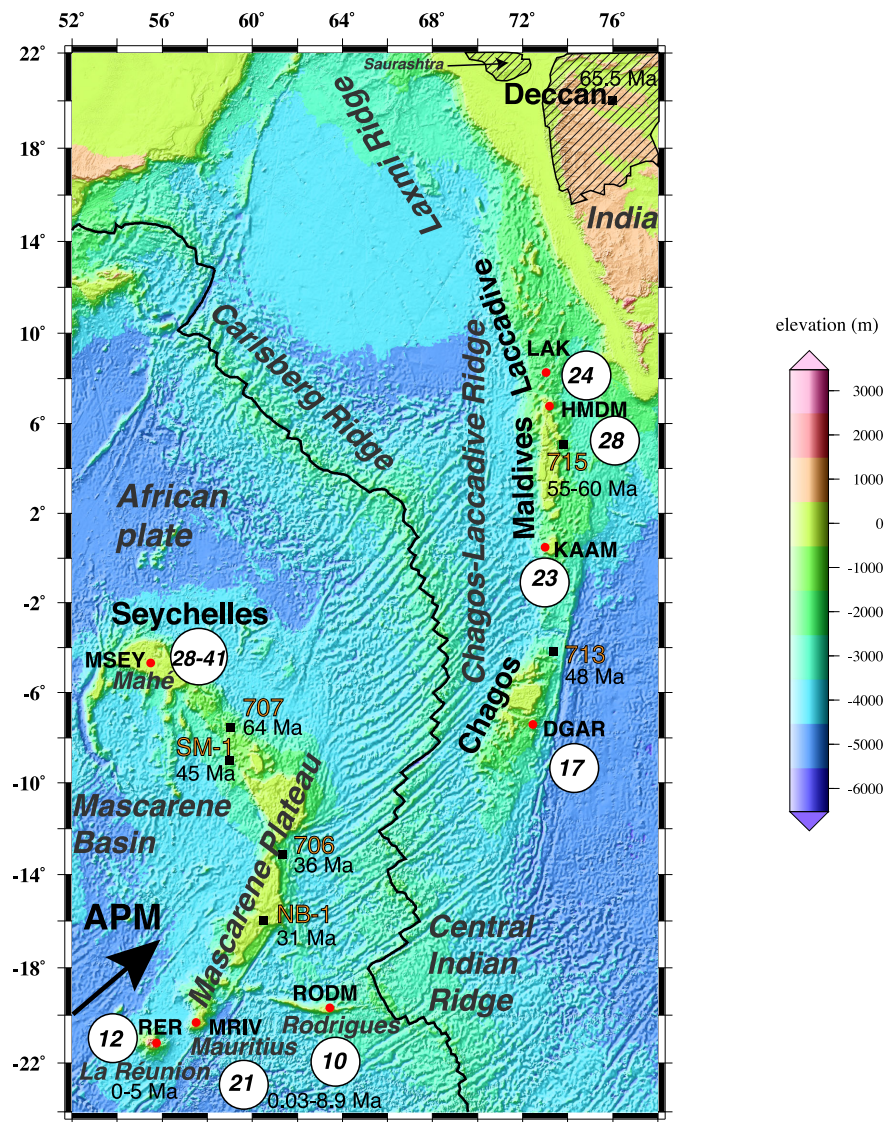 52° 56° 60° 64° 68° 72° 76°
22°
18°
14°
10°
6°
2°
-2°
-6°
-10°
-14°
-18°
-22°
Saurashtra
65.5 Ma
Deccan
Laxmi Ridge
India
Carlsberg Ridge
Laccadive
Chagos-Laccadive Ridge
Maldives
LAK
24
HMDM
28
715
55-60 Ma
KAAM
23
African
plate
Seychelles
MSEY
28-41
Mahé
707
64 Ma
SM-1
45 Ma
713
48 Ma
Chagos
DGAR
17
Mascarene
Basin
Mascarene Plateau
706
36 Ma
NB-1
31 Ma
APM
Central
Indian
Ridge
RODM
Rodrigues
10
0.03-8.9 Ma
12
RER
La Réunion
0-5 Ma
MRIV
Mauritius
21
elevation (m)
3000
2000
1000
0
-1000
-2000
-3000
-4000
-5000
-6000